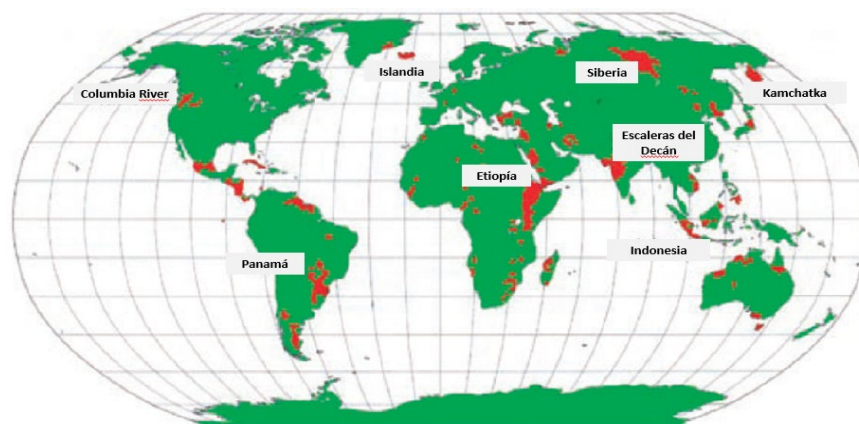 Islandia
Siberia
Columbia River
Kamchatka
Escaleras del
Decán
Etiopía
Panamá
Indonesia